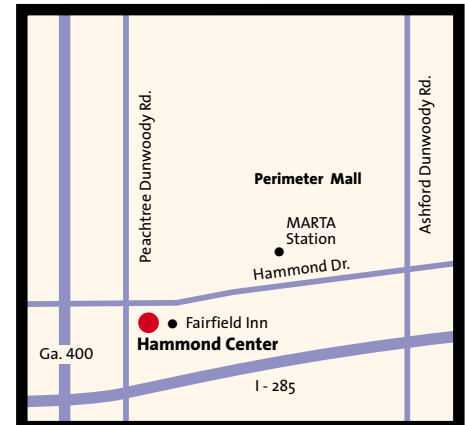 Peachtree Dunwoody Rd.
Ashford Dunwoody Rd.
Perimeter Mall
MARTA
Station
Hammond Dr.
Fairfield Inn
Hammond Center
Ga. 400
I - 285